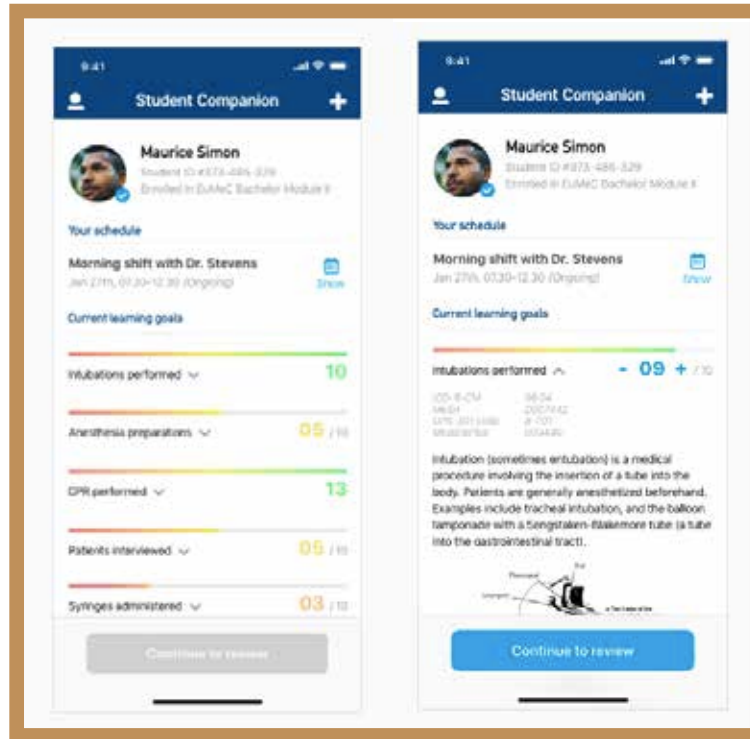 9:41
Student Companion
Maurice Simon
Student ID #373-486-329
Enrolled in EuMeC Bachelor Module II
Your schedule
Morning shift with Dr. Stevens
Jan 27th, 07.30-12.30 (Ongoing)
Show
Current learning goals
Intubations performed
10
Anesthesia preparations
05 / 10
CPR performed
13
Patients interviewed
05 / 10
Syringes administered
03 / 10
Continue to review
9:41
Student Companion
Maurice Simon
Student ID #373-486-329
Enrolled in EuMeC Bachelor Module II
Your schedule
Morning shift with Dr. Stevens
Jan 27th, 07.30-12.30 (Ongoing)
Show
Current learning goals
Intubations performed
- 09 + / 10
ICD-9-CM
MeSH
Intubation (sometimes entubation) is a medical
procedure involving the insertion of a tube into the
body. Patients are generally anesthetized beforehand.
Examples include tracheal intubation, and the balloon
tamponade with a Sengstaken-Blakemore tube (a tube
into the gastrointestinal tract).
Continue to review